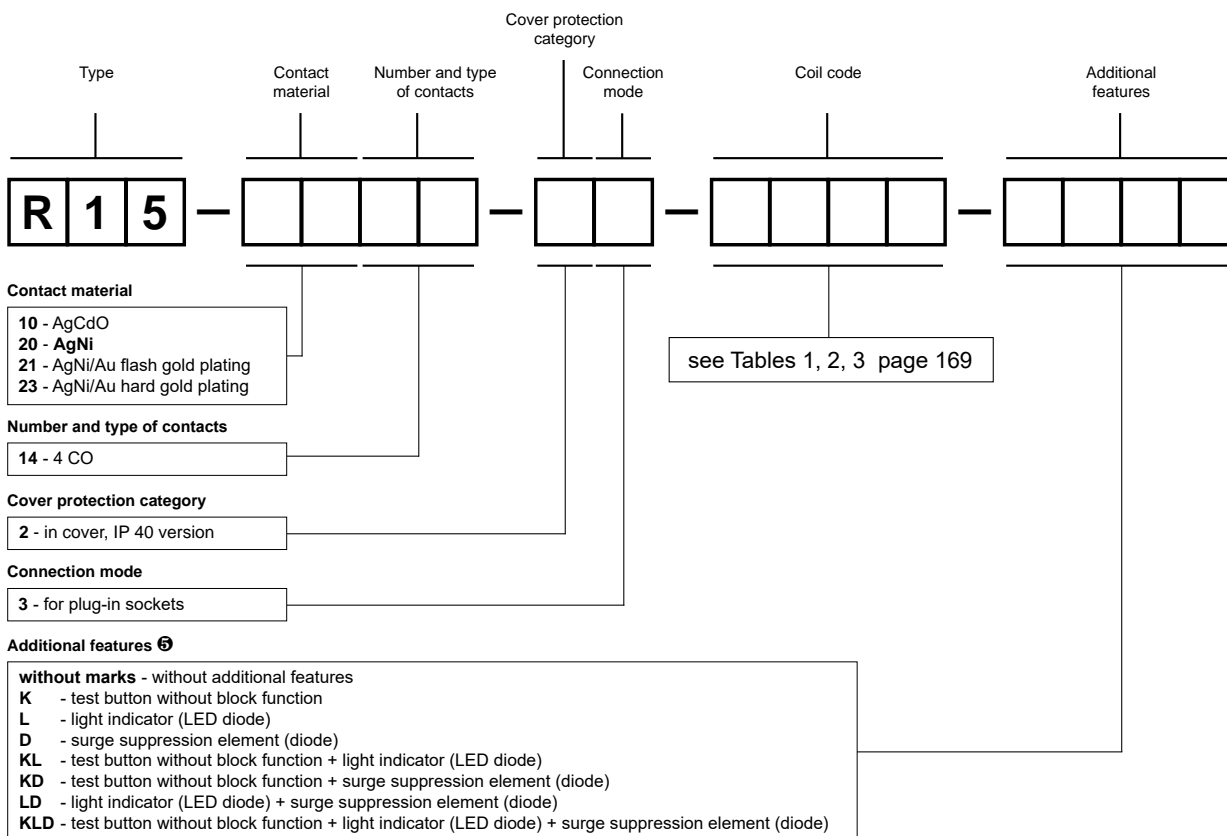 Cover protection
category
Type
Contact
material
Number and type
of contacts
Connection
mode
Coil code
Additional
features
R 1 5 – – – –
Contact material
10 - AgCdO
20 - AgNi
21 - AgNi/Au flash gold plating
23 - AgNi/Au hard gold plating
see Tables 1, 2, 3 page 169
Number and type of contacts
14 - 4 CO
Cover protection category
2 - in cover, IP 40 version
Connection mode
3 - for plug-in sockets
Additional features ❺
without marks - without additional features
K - test button without block function
L - light indicator (LED diode)
D - surge suppression element (diode)
KL - test button without block function + light indicator (LED diode)
KD - test button without block function + surge suppression element (diode)
LD - light indicator (LED diode) + surge suppression element (diode)
KLD - test button without block function + light indicator (LED diode) + surge suppression element (diode)